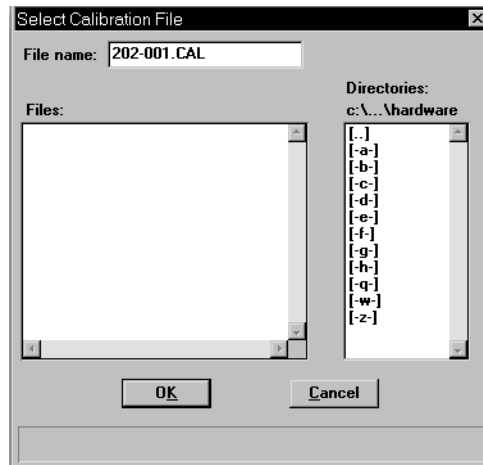 Select Calibration File
File name: 202-001.CAL
Directories:
Files: c:\...\hardware
[..]
[-a-]
[-b-]
[-c-]
[-d-]
[-e-]
[-f-]
[-g-]
[-h-]
[-q-]
[-w-]
[-z-]
OK Cancel